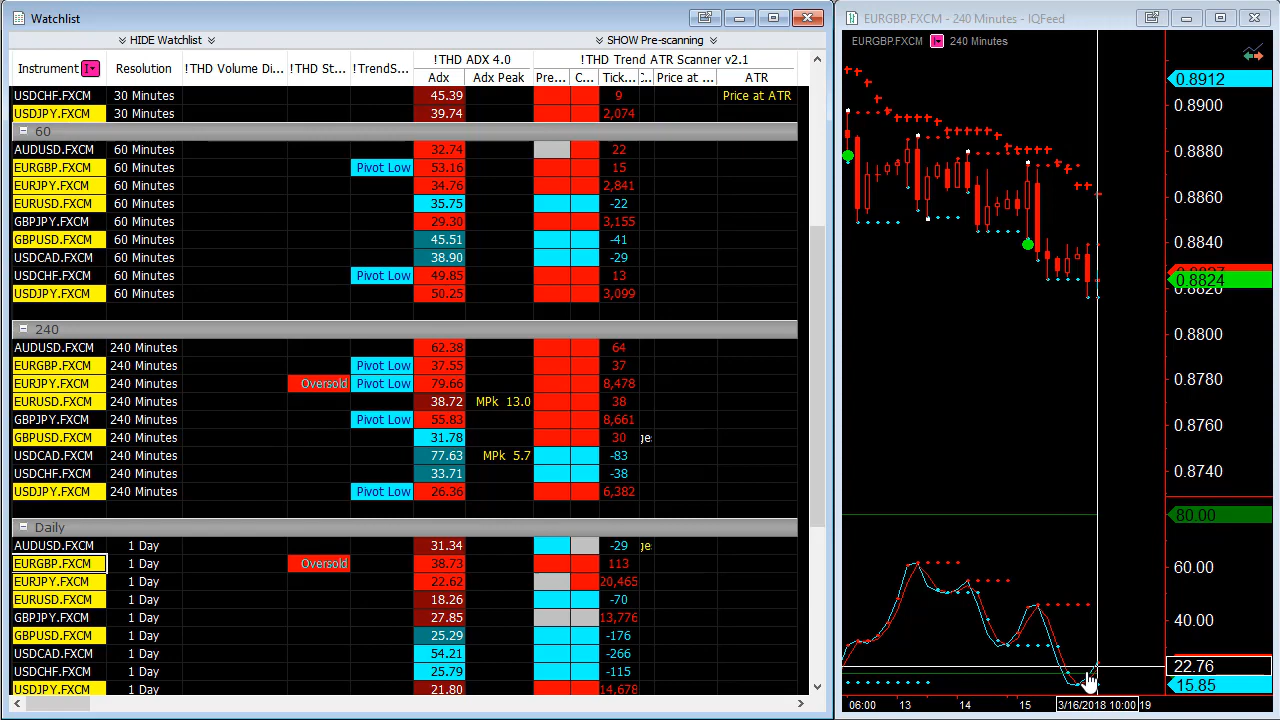 Watchlist
HIDE Watchlist SHOW Pre-scanning
Instrument Resolution !THD Volume Di... !THD St... !TrendS... !THD ADX 4.0 !THD Trend ATR Scanner v2.1
Adx Adx Peak Pre... C... Tick... C... Price at ... ATR
USDCHF.FXCM 30 Minutes 45.39 9 Price at ATR
USDJPY.FXCM 30 Minutes 39.74 2,074
60
AUDUSD.FXCM 60 Minutes 32.74 22
EURGBP.FXCM 60 Minutes Pivot Low 53.16 15
EURJPY.FXCM 60 Minutes 34.76 2,841
EURUSD.FXCM 60 Minutes 35.75 -22
GBPJPY.FXCM 60 Minutes 29.30 3,155
GBPUSD.FXCM 60 Minutes 45.51 -41
USDCAD.FXCM 60 Minutes 38.90 -29
USDCHF.FXCM 60 Minutes Pivot Low 49.85 13
USDJPY.FXCM 60 Minutes 50.25 3,099
240
AUDUSD.FXCM 240 Minutes 62.38 64
EURGBP.FXCM 240 Minutes Pivot Low 37.55 37
EURJPY.FXCM 240 Minutes Oversold Pivot Low 79.66 8,478
EURUSD.FXCM 240 Minutes 38.72 MPk 13.0 38
GBPJPY.FXCM 240 Minutes Pivot Low 55.83 8,661
GBPUSD.FXCM 240 Minutes 31.78 30
USDCAD.FXCM 240 Minutes 77.63 MPk 5.7 -83
USDCHF.FXCM 240 Minutes 33.71 -38
USDJPY.FXCM 240 Minutes Pivot Low 26.36 6,382
Daily
AUDUSD.FXCM 1 Day 31.34 -29
EURGBP.FXCM 1 Day Oversold 38.73 113
EURJPY.FXCM 1 Day 22.62 20,465
EURUSD.FXCM 1 Day 18.26 -70
GBPJPY.FXCM 1 Day 27.85 13,776
GBPUSD.FXCM 1 Day 25.29 -176
USDCAD.FXCM 1 Day 54.21 -266
USDCHF.FXCM 1 Day 25.79 -115
USDJPY.FXCM 1 Day 21.80 14,678
EURGBP.FXCM - 240 Minutes - IQFeed
EURGBP.FXCM 240 Minutes
0.8912
0.8900
0.8880
0.8860
0.8840
0.8824
0.8820
0.8800
0.8780
0.8760
0.8740
80.00
60.00
40.00
22.76
15.85
06:00 13 14 15 3/16/2018 10:00 19